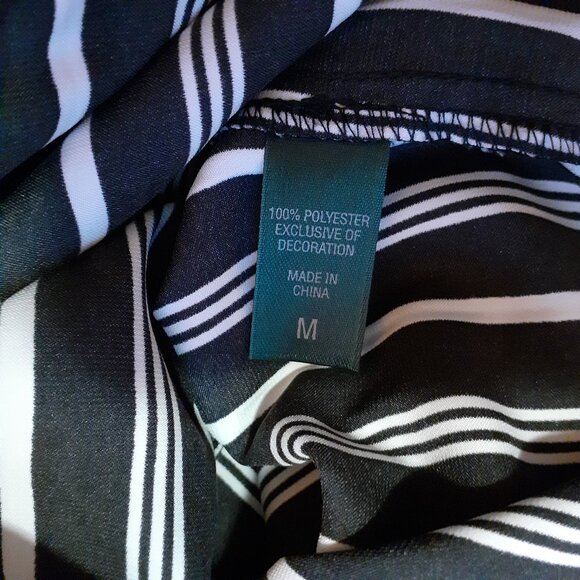 100% POLYESTER
EXCLUSIVE OF
DECORATION
MADE IN
CHINA
M